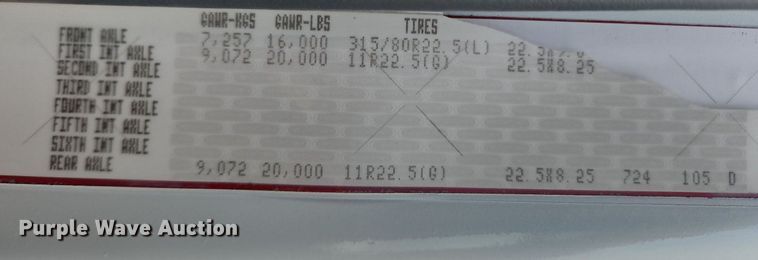 GAWR-KGS GAWR-LBS TIRES
FRONT AXLE 7,257 16,000 315/80R22.5(L)
FIRST INT AXLE 9,072 20,000 11R22.5(G) 22.5X8.25
SECOND INT AXLE
THIRD INT AXLE
FOURTH INT AXLE
FIFTH INT AXLE
SIXTH INT AXLE
REAR AXLE 9,072 20,000 11R22.5(G) 22.5X8.25 724 105 D
Purple Wave Auction